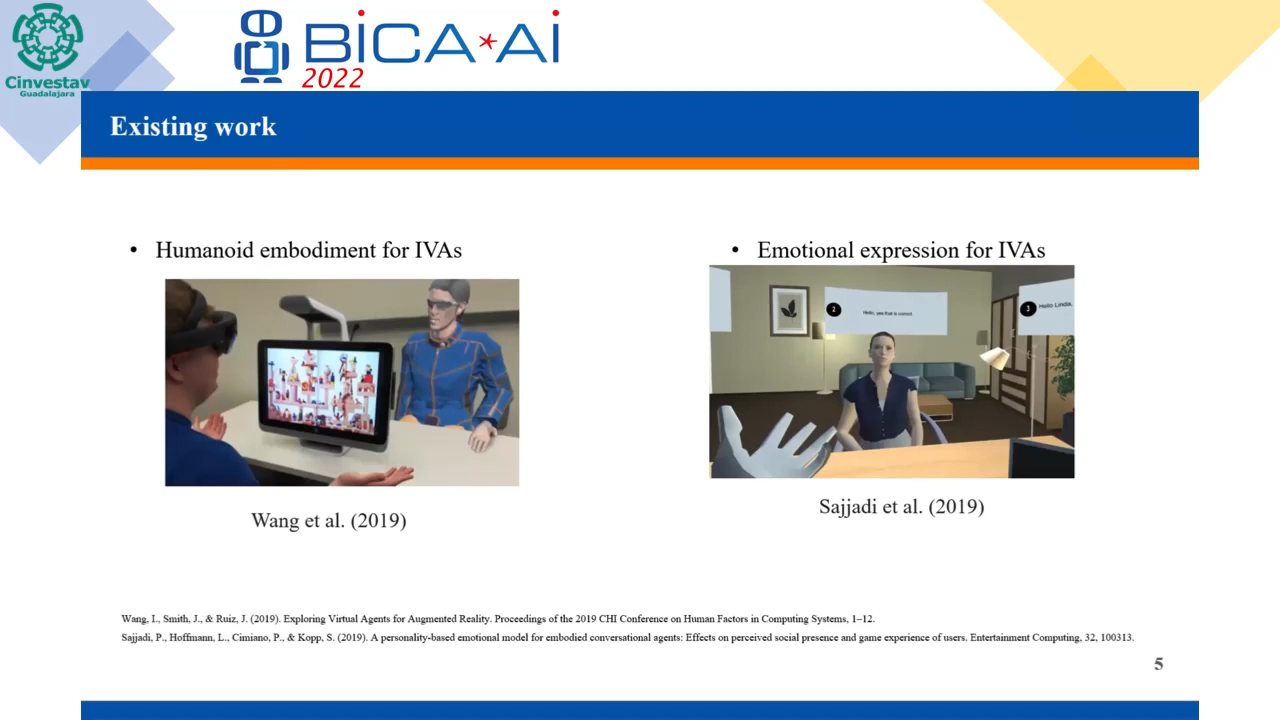 Cinvestav
Guadalajara
BiCA*Ai
2022
Existing work
• Humanoid embodiment for IVAs
• Emotional expression for IVAs
2
Hello, yes that is correct.
3
Hello Linda,
Wang et al. (2019)
Sajjadi et al. (2019)
Wang, I., Smith, J., & Ruiz, J. (2019). Exploring Virtual Agents for Augmented Reality. Proceedings of the 2019 CHI Conference on Human Factors in Computing Systems, 1–12.
Sajjadi, P., Hoffmann, L., Cimiano, P., & Kopp, S. (2019). A personality-based emotional model for embodied conversational agents: Effects on perceived social presence and game experience of users. Entertainment Computing, 32, 100313.
5